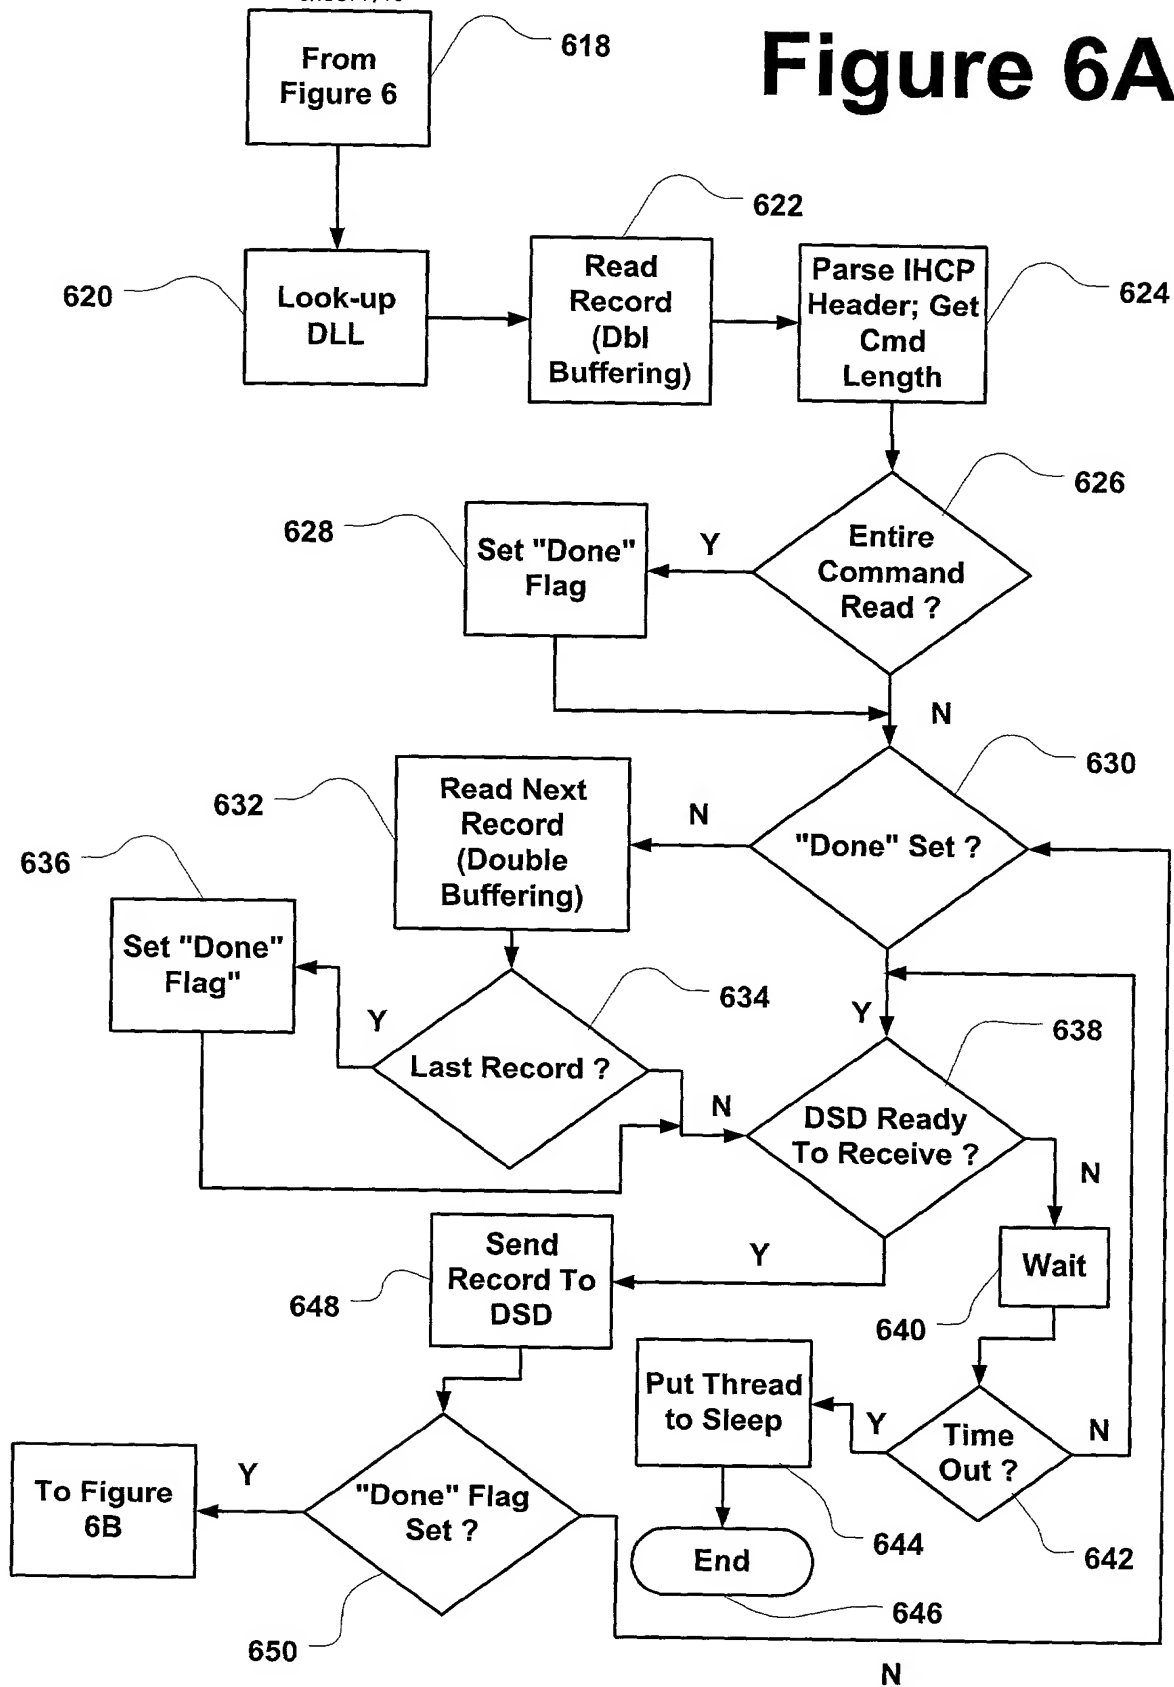 Figure 6A
From
Figure 6
618
620
Look-up
DLL
622
Read
Record
(Dbl
Buffering)
Parse IHCP
Header; Get
Cmd
Length
624
626
Entire
Command
Read ?
Y
628
Set "Done"
Flag
N
630
"Done" Set ?
N
632
Read Next
Record
(Double
Buffering)
636
Set "Done"
Flag"
Y
634
Last Record ?
N
Y
638
DSD Ready
To Receive ?
N
Y
648
Send
Record To
DSD
Wait
640
Put Thread
to Sleep
Y
Time
Out ?
N
642
644
End
646
To Figure
6B
Y
"Done" Flag
Set ?
650
N